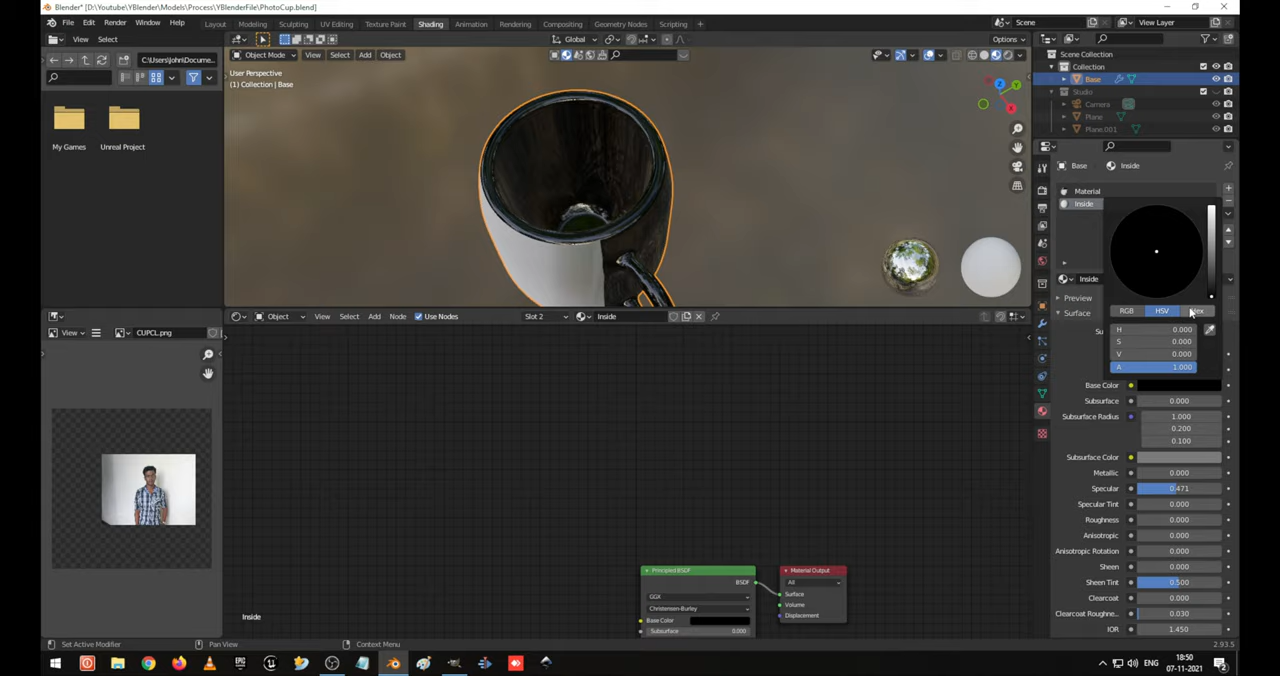 Blender* [D:\Youtube\YBlender\Models\Process\YBlenderFile\PhotoCup.blend]
File Edit Render Window Help Layout Modeling Sculpting UV Editing Texture Paint Shading Animation Rendering Compositing Geometry Nodes Scripting + Scene View Layer
View Select Object Mode View Select Add Object Global Options
C:\Users\john\Docume...
User Perspective
(1) Collection | Base
My Games Unreal Project
Scene Collection
Collection
Base
Studio
Camera
Plane
Plane.001
Base Inside
Material
Inside
Inside
Preview
Surface
RGB HSV
H 0.000
S 0.000
V 0.000
A 1.000
Base Color
Subsurface 0.000
Subsurface Radius 1.000
0.200
0.100
Subsurface Color
Metallic 0.000
Specular 0.471
Specular Tint 0.000
Roughness 0.000
Anisotropic 0.000
Anisotropic Rotation 0.000
Sheen 0.000
Sheen Tint 0.500
Clearcoat 0.000
Clearcoat Roughne... 0.030
IOR 1.450
View CUPCL.png
Object View Select Add Node Use Nodes Slot 2 Inside
Principled BSDF
BSDF
GGX
Christensen-Burley
Base Color
Subsurface 0.000
Material Output
All
Surface
Volume
Displacement
Inside
Set Active Modifier Pan View Context Menu 2.93.5
ENG 18:50
07-11-2021
2